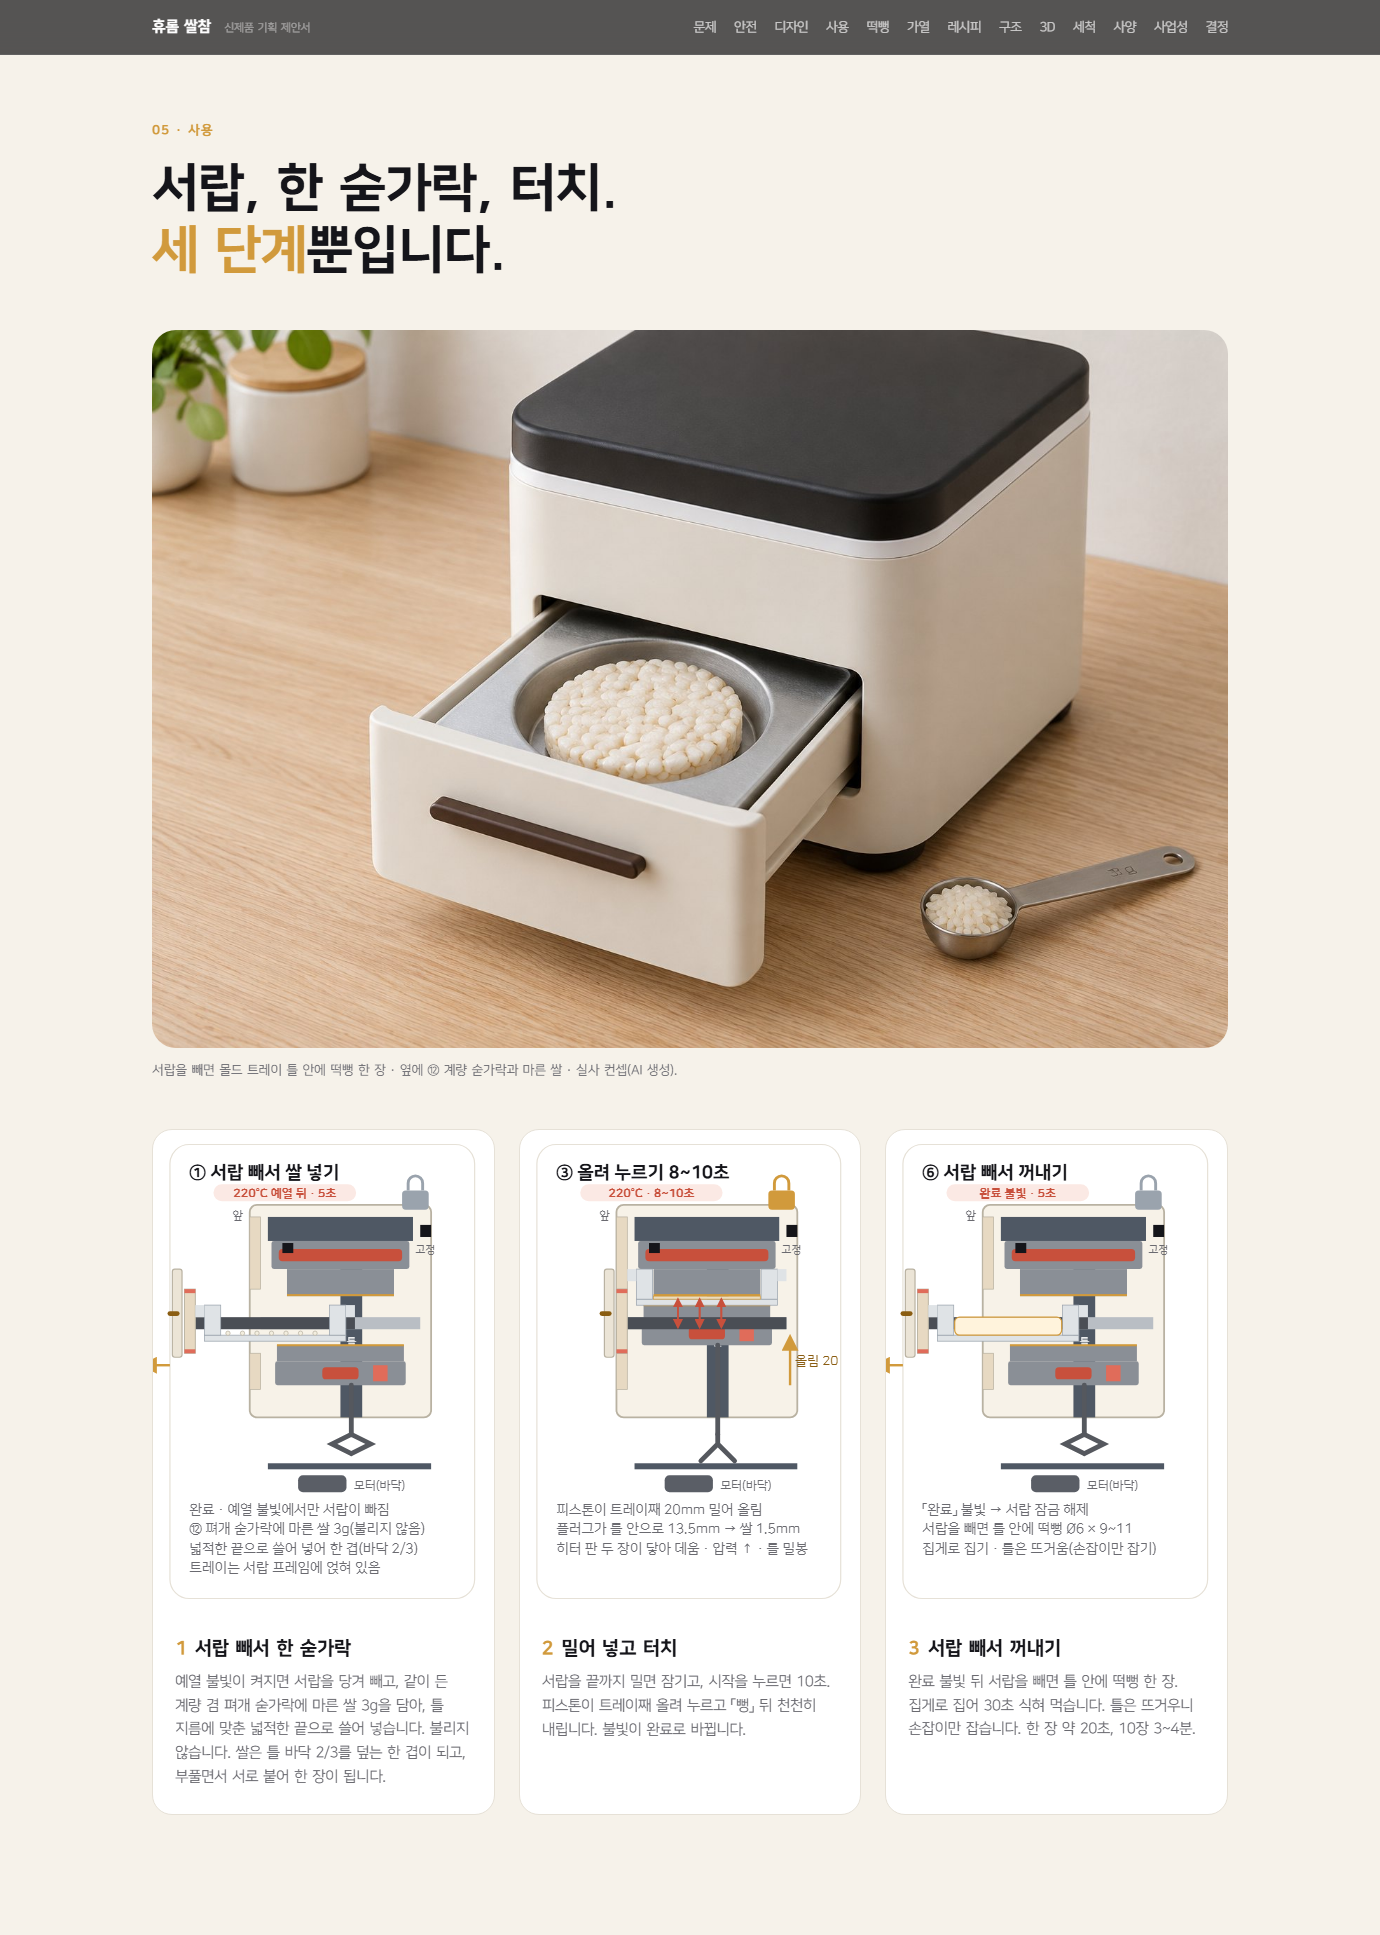 휴롬 쌀참 신제품 기획 제안서
문제 안전 디자인 사용 떡뻥 가열 레시피 구조 3D 세척 사양 사업성 결정
05 · 사용
서랍, 한 숟가락, 터치.
세 단계뿐입니다.
서랍을 빼면 몰드 트레이 틀 안에 떡뻥 한 장 · 옆에 ⑫ 계량 숟가락과 마른 쌀 · 실사 컨셉(AI 생성).
① 서랍 빼서 쌀 넣기
220℃ 예열 뒤 · 5초
앞
고정
틀
모터(바닥)
완료 · 예열 불빛에서만 서랍이 빠짐
⑫ 펴개 숟가락에 마른 쌀 3g(불리지 않음)
넓적한 끝으로 쓸어 넣어 한 겹(바닥 2/3)
트레이는 서랍 프레임에 얹혀 있음
1 서랍 빼서 한 숟가락
예열 불빛이 켜지면 서랍을 당겨 빼고, 같이 든
계량 겸 펴개 숟가락에 마른 쌀 3g을 담아, 틀
지름에 맞춘 넓적한 끝으로 쓸어 넣습니다. 불리지
않습니다. 쌀은 틀 바닥 2/3를 덮는 한 겹이 되고,
부풀면서 서로 붙어 한 장이 됩니다.
③ 올려 누르기 8~10초
220℃ · 8~10초
앞
고정
올림 20
모터(바닥)
피스톤이 트레이째 20mm 밀어 올림
플러그가 틀 안으로 13.5mm → 쌀 1.5mm
히터 판 두 장이 닿아 데움 · 압력 ↑ · 틀 밀봉
2 밀어 넣고 터치
서랍을 끝까지 밀면 잠기고, 시작을 누르면 10초.
피스톤이 트레이째 올려 누르고 「뻥」 뒤 천천히
내립니다. 불빛이 완료로 바뀝니다.
⑥ 서랍 빼서 꺼내기
완료 불빛 · 5초
앞
고정
틀
모터(바닥)
「완료」 불빛 → 서랍 잠금 해제
서랍을 빼면 틀 안에 떡뻥 Ø6 × 9~11
집게로 집기 · 틀은 뜨거움(손잡이만 잡기)
3 서랍 빼서 꺼내기
완료 불빛 뒤 서랍을 빼면 틀 안에 떡뻥 한 장.
집게로 집어 30초 식혀 먹습니다. 틀은 뜨거우니
손잡이만 잡습니다. 한 장 약 20초, 10장 3~4분.